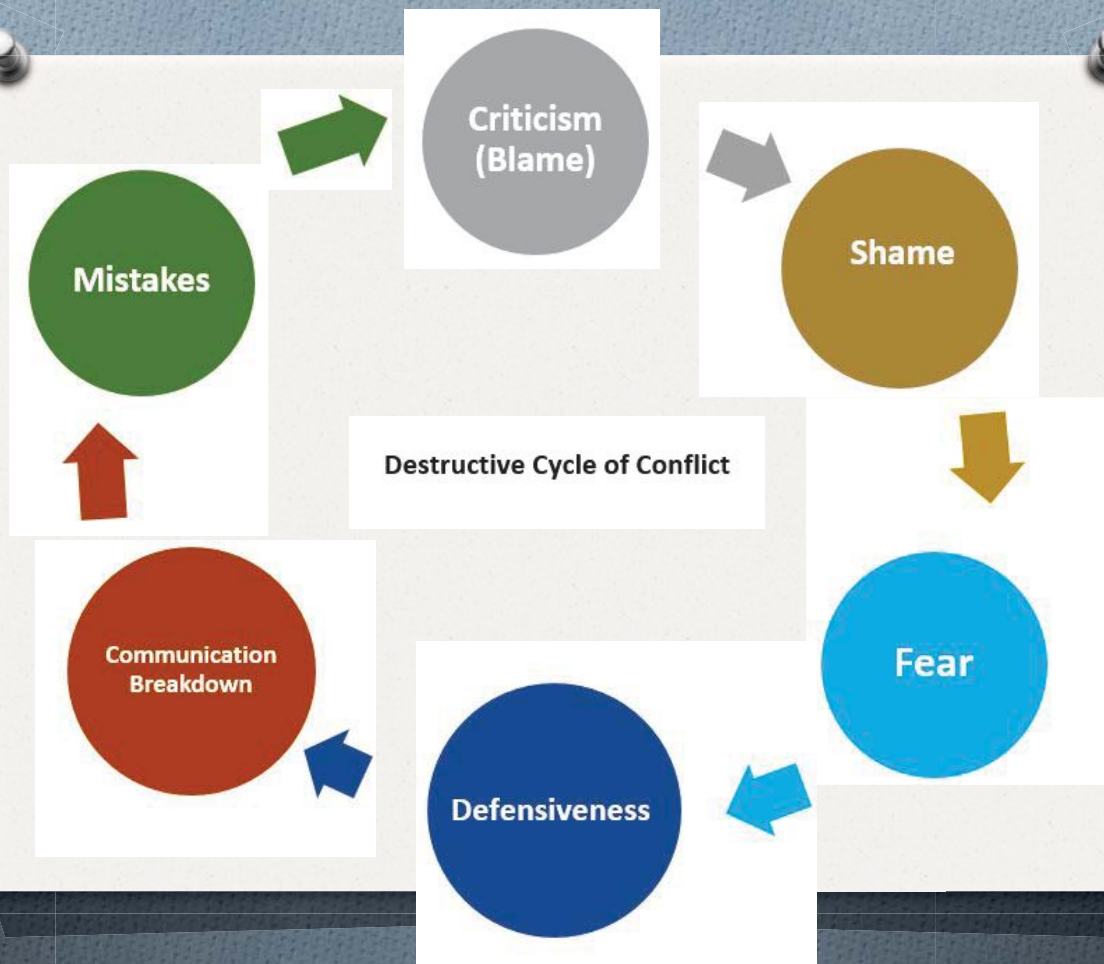 Criticism
(Blame)
Shame
Mistakes
Destructive Cycle of Conflict
Communication
Breakdown
Fear
Defensiveness